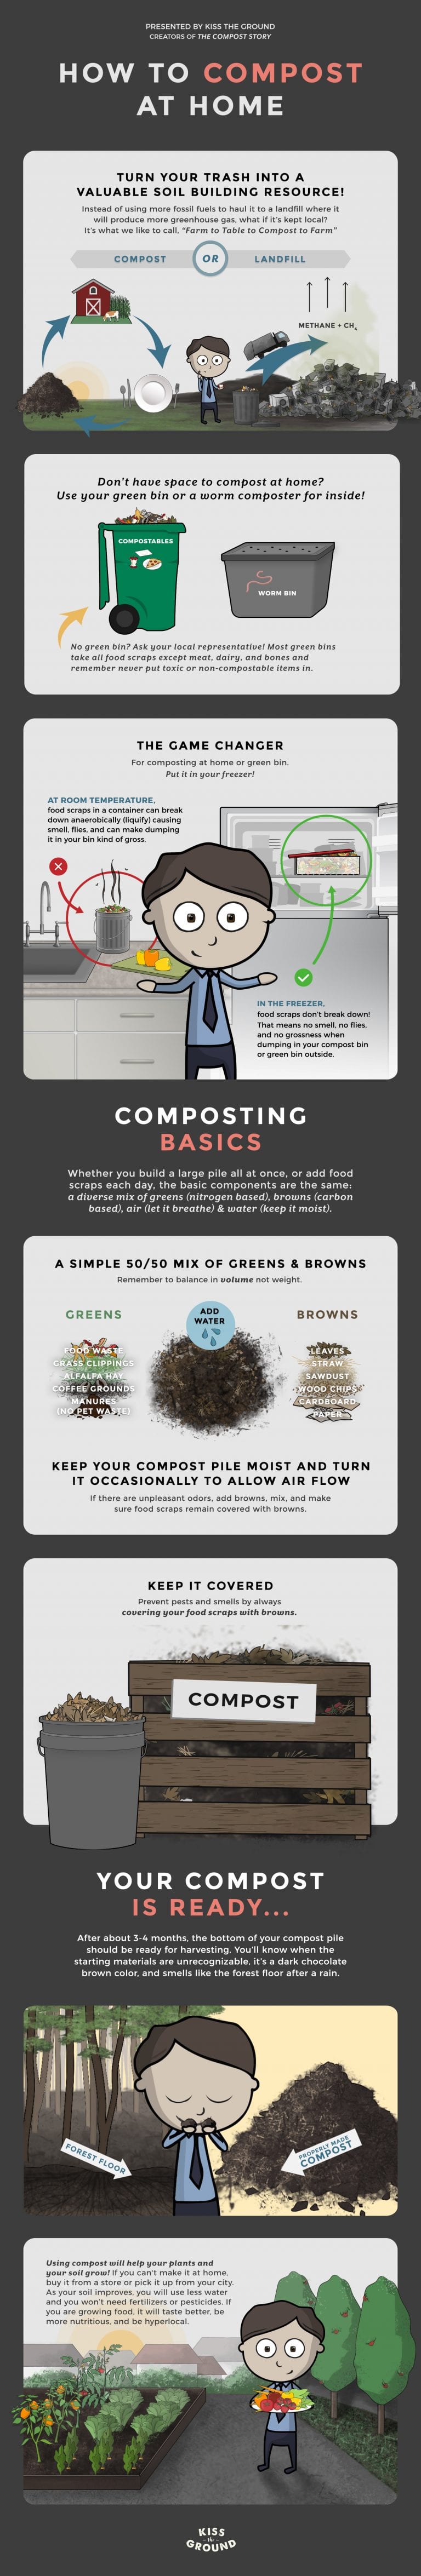 PRESENTED BY KISS THE GROUND
CREATORS OF THE COMPOST STORY
HOW TO COMPOST
AT HOME
TURN YOUR TRASH INTO A
VALUABLE SOIL BUILDING RESOURCE!
Instead of using more fossil fuels to haul it to a landfill where it
will produce more greenhouse gas, what if it's kept local?
It's what we like to call, "Farm to Table to Compost to Farm"
COMPOST
OR
LANDFILL
METHANE + CH4
Don't have space to compost at home?
Use your green bin or a worm composter for inside!
COMPOSTABLES
WORM BIN
No green bin? Ask your local representative! Most green bins
take all food scraps except meat, dairy, and bones and
remember never put toxic or non-compostable items in.
THE GAME CHANGER
For composting at home or green bin.
Put it in your freezer!
AT ROOM TEMPERATURE,
food scraps in a container can break
down anaerobically (liquify) causing
smell, flies, and can make dumping
it in your bin kind of gross.
IN THE FREEZER,
food scraps don't break down!
That means no smell, no flies,
and no grossness when
dumping in your compost bin
or green bin outside.
COMPOSTING
BASICS
Whether you build a large pile all at once, or add food
scraps each day, the basic components are the same:
a diverse mix of greens (nitrogen based), browns (carbon
based), air (let it breathe) & water (keep it moist).
A SIMPLE 50/50 MIX OF GREENS & BROWNS
Remember to balance in volume not weight.
GREENS
FOOD WASTE
GRASS CLIPPINGS
ALFALFA HAY
COFFEE GROUNDS
MANURES
(NO PET WASTE)
ADD
WATER
BROWNS
LEAVES
STRAW
SAWDUST
WOOD CHIPS
CARDBOARD
PAPER
KEEP YOUR COMPOST PILE MOIST AND TURN
IT OCCASIONALLY TO ALLOW AIR FLOW
If there are unpleasant odors, add browns, mix, and make
sure food scraps remain covered with browns.
KEEP IT COVERED
Prevent pests and smells by always
covering your food scraps with browns.
COMPOST
YOUR COMPOST
IS READY...
After about 3-4 months, the bottom of your compost pile
should be ready for harvesting. You'll know when the
starting materials are unrecognizable, it's a dark chocolate
brown color, and smells like the forest floor after a rain.
FOREST FLOOR
PROPERLY MADE
COMPOST
Using compost will help your plants and
your soil grow! If you can't make it at home,
buy it from a store or pick it up from your city.
As your soil improves, you will use less water
and you won't need fertilizers or pesticides. If
you are growing food, it will taste better, be
more nutritious, and be hyperlocal.
KISS
the
GROUND